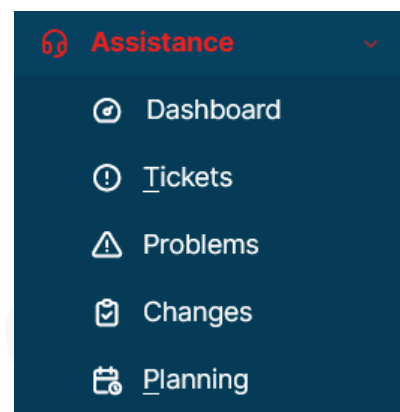 Assistance
Dashboard
Tickets
Problems
Changes
Planning